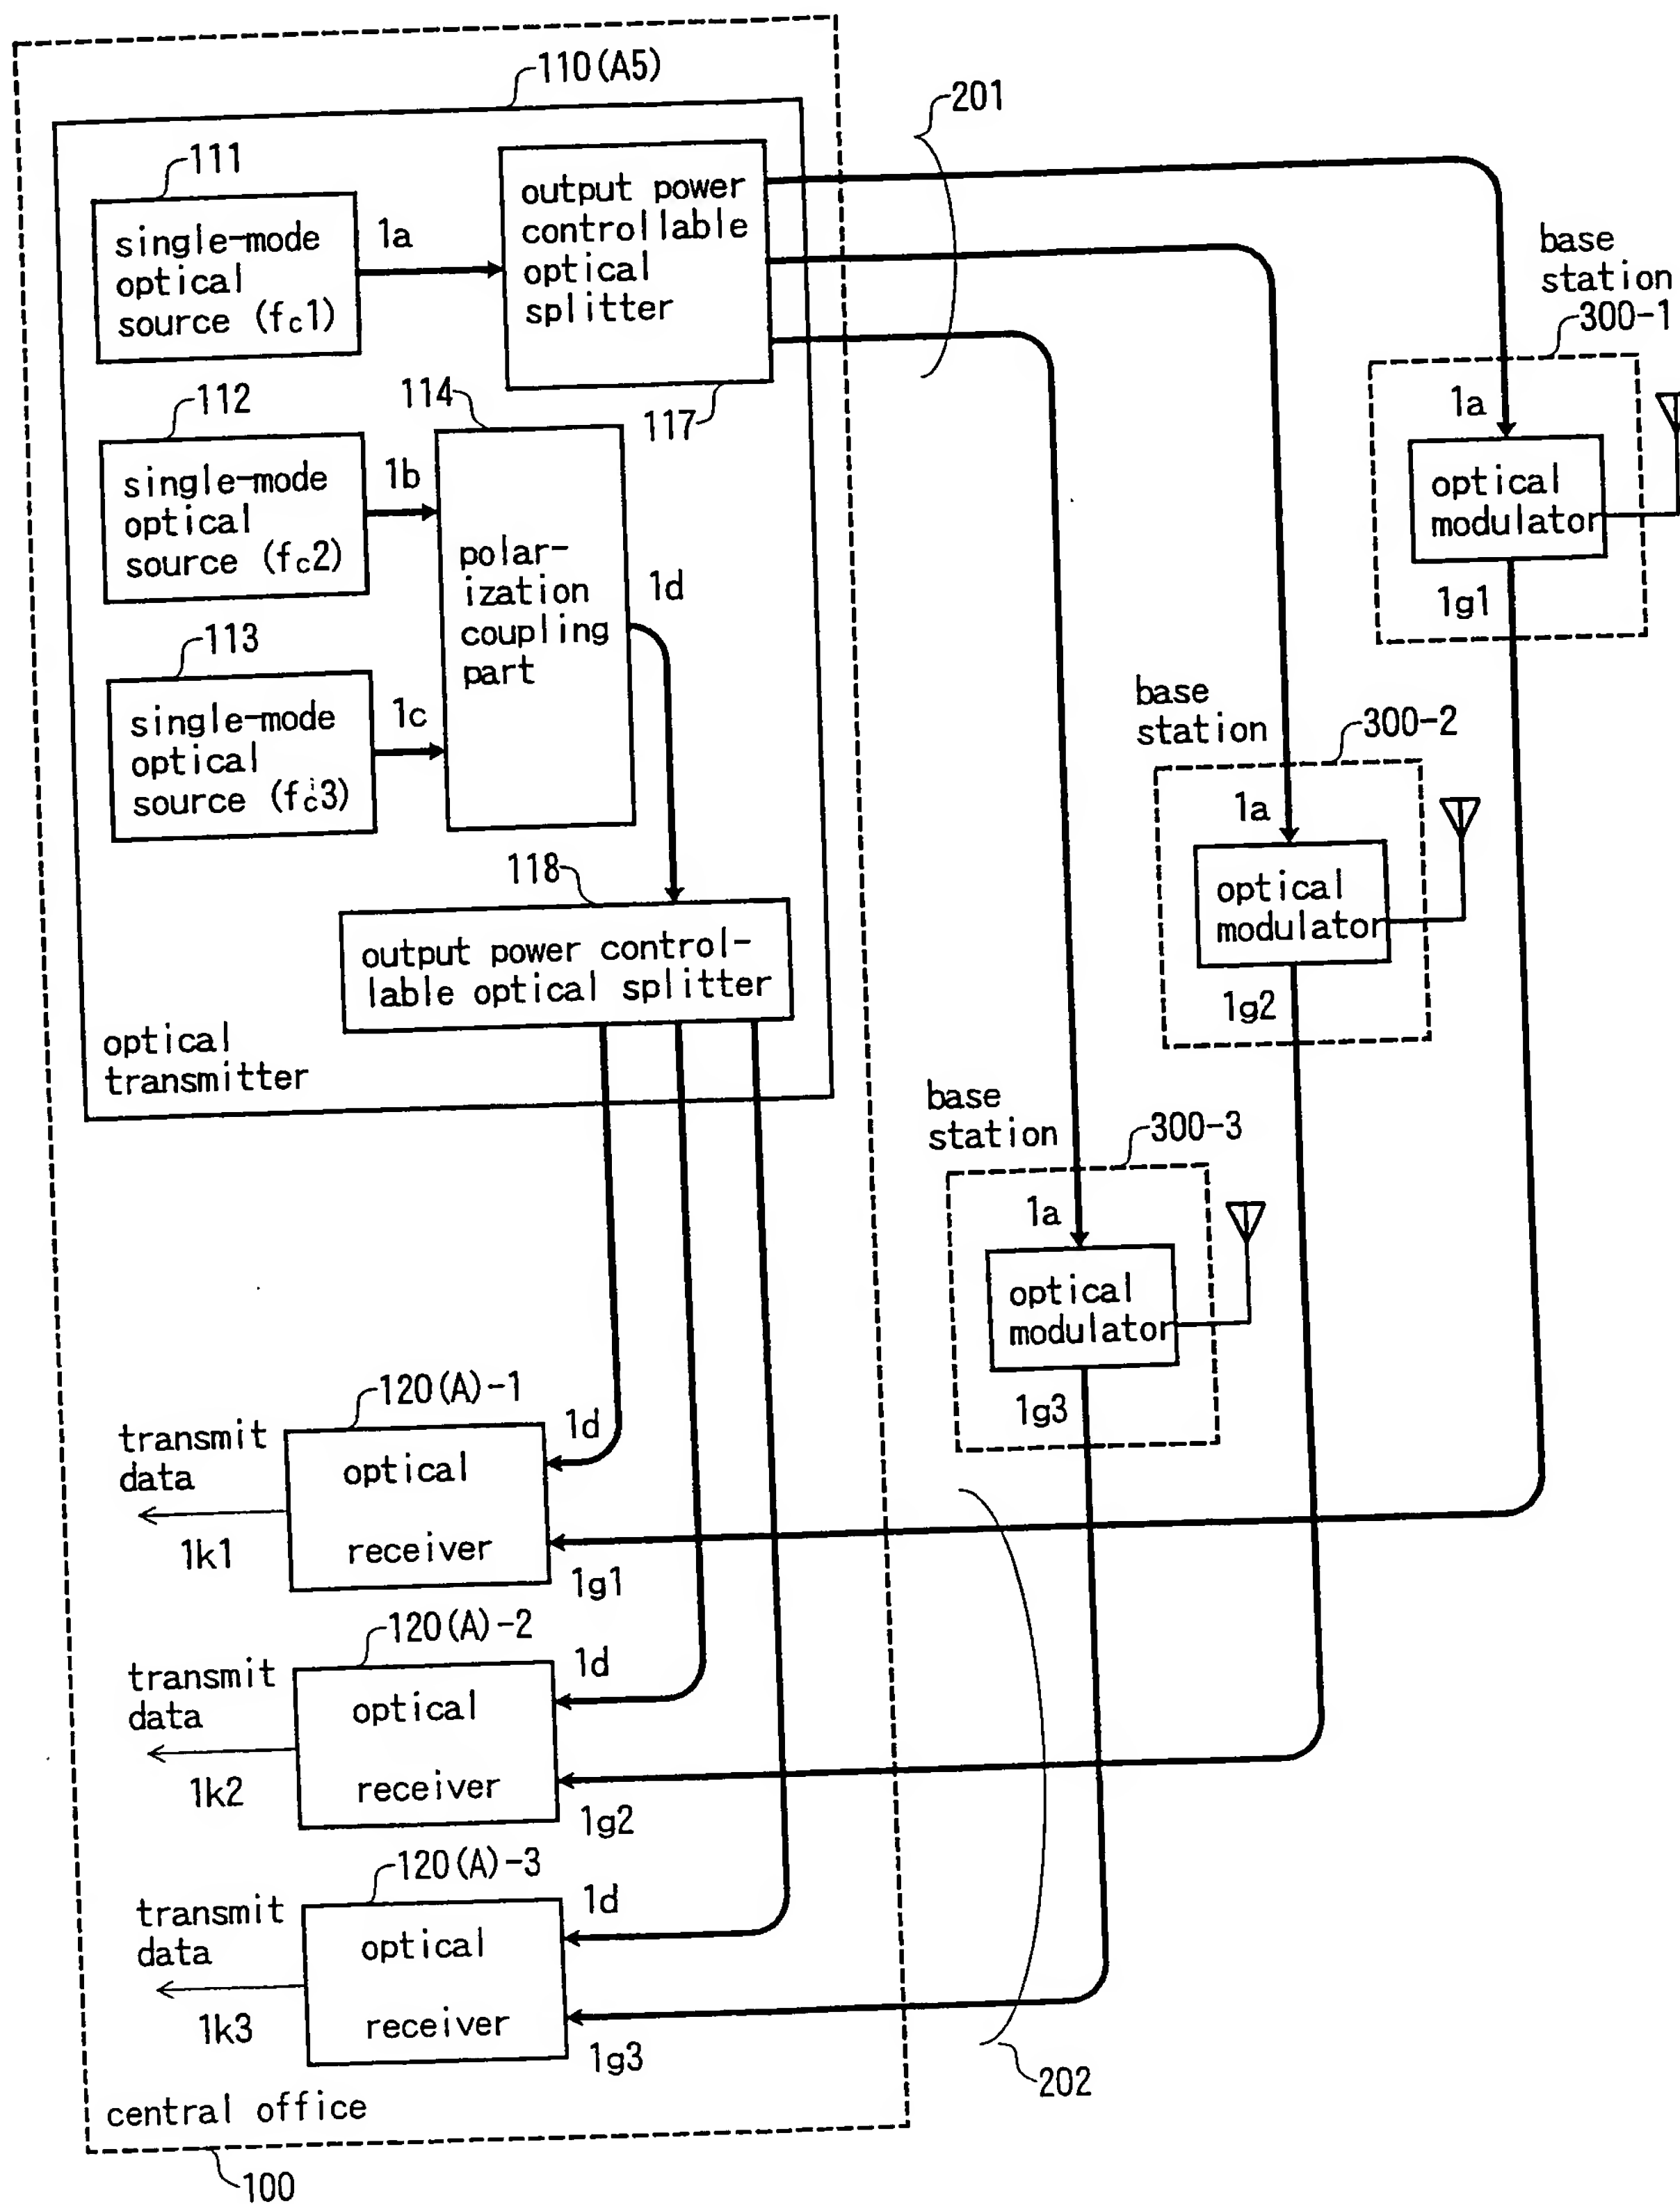 110(A5)
201
111
single-mode
optical
source (fc1)
1a
output power
controllable
optical
splitter
117
base
station
300-1
1a
optical
modulator
1g1
112
single-mode
optical
source (fc2)
1b
114
polar-
ization
coupling
part
1d
113
single-mode
optical
source (fc3)
1c
base
station
300-2
1a
optical
modulator
1g2
118
output power control-
lable optical splitter
optical
transmitter
base
station
300-3
1a
optical
modulator
1g3
120(A)-1
transmit
data
1k1
optical
receiver
1d
1g1
120(A)-2
transmit
data
1k2
optical
receiver
1d
1g2
120(A)-3
transmit
data
1k3
optical
receiver
1d
1g3
202
central office
100